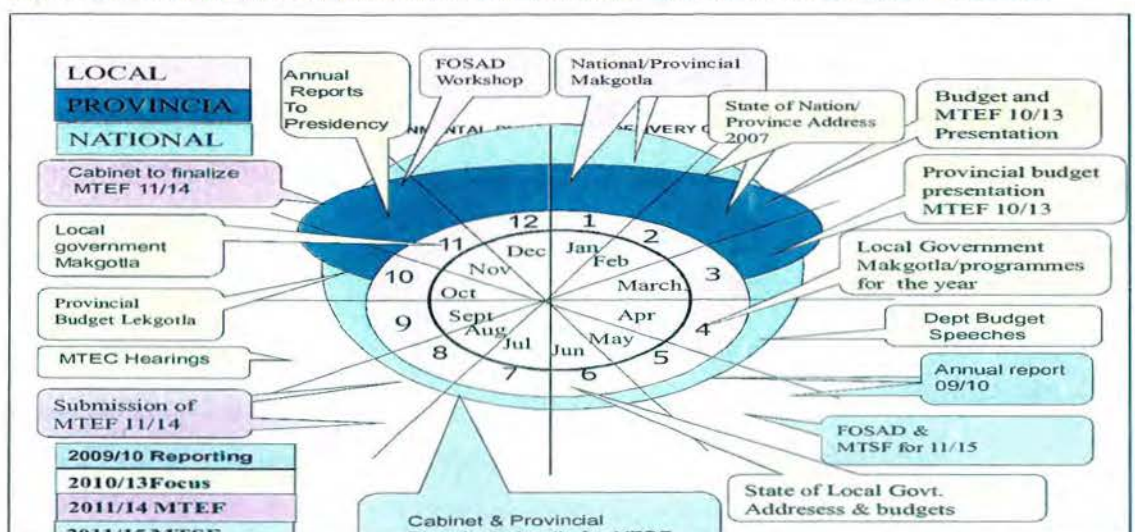 LOCAL
PROVINCIA
NATIONAL
Annual
Reports
To
Presidency
FOSAD
Workshop
National/Provincial
Makgotla
State of Nation/
Province Address
2007
Budget and
MTEF 10/13
Presentation
Cabinet to finalize
MTEF 11/14
Provincial budget
presentation
MTEF 10/13
Local
government
Makgotla
Local Government
Makgotla/programmes
for the year
Provincial
Budget Lekgotla
Dept Budget
Speeches
MTEC Hearings
Annual report
09/10
Submission of
MTEF 11/14
FOSAD &
MTSF for 11/15
State of Local Govt.
Addresess & budgets
Cabinet & Provincial
2009/10 Reporting
2010/13Focus
2011/14 MTEF
2011/15 MTSF
12 1
11 2
10 3
9 4
8 5
7 6
Dec Jan
Nov Feb
Oct March
Sept Apr
Aug May
Jul Jun